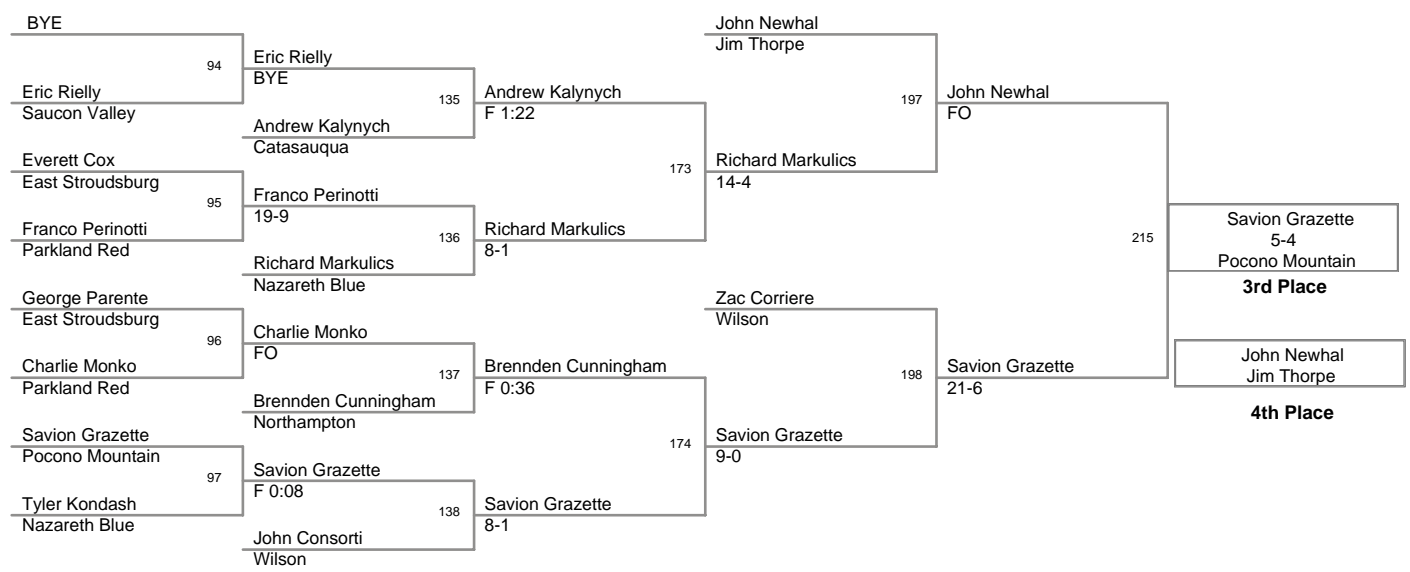 BYE
94
Eric Rielly
Saucon Valley
Everett Cox
East Stroudsburg
95
Franco Perinotti
Parkland Red
George Parente
East Stroudsburg
96
Charlie Monko
Parkland Red
Savion Grazette
Pocono Mountain
97
Tyler Kondash
Nazareth Blue
Eric Rielly
BYE
135
Andrew Kalynych
Catasauqua
Franco Perinotti
19-9
136
Richard Markulics
Nazareth Blue
Charlie Monko
FO
137
Brennden Cunningham
Northampton
Savion Grazette
F 0:08
138
John Consorti
Wilson
Andrew Kalynych
F 1:22
173
Richard Markulics
8-1
Brennden Cunningham
F 0:36
174
Savion Grazette
8-1
John Newhal
Jim Thorpe
197
Richard Markulics
14-4
Zac Corriere
Wilson
198
Savion Grazette
9-0
John Newhal
FO
215
Savion Grazette
21-6
Savion Grazette
5-4
Pocono Mountain
3rd Place
John Newhal
Jim Thorpe
4th Place